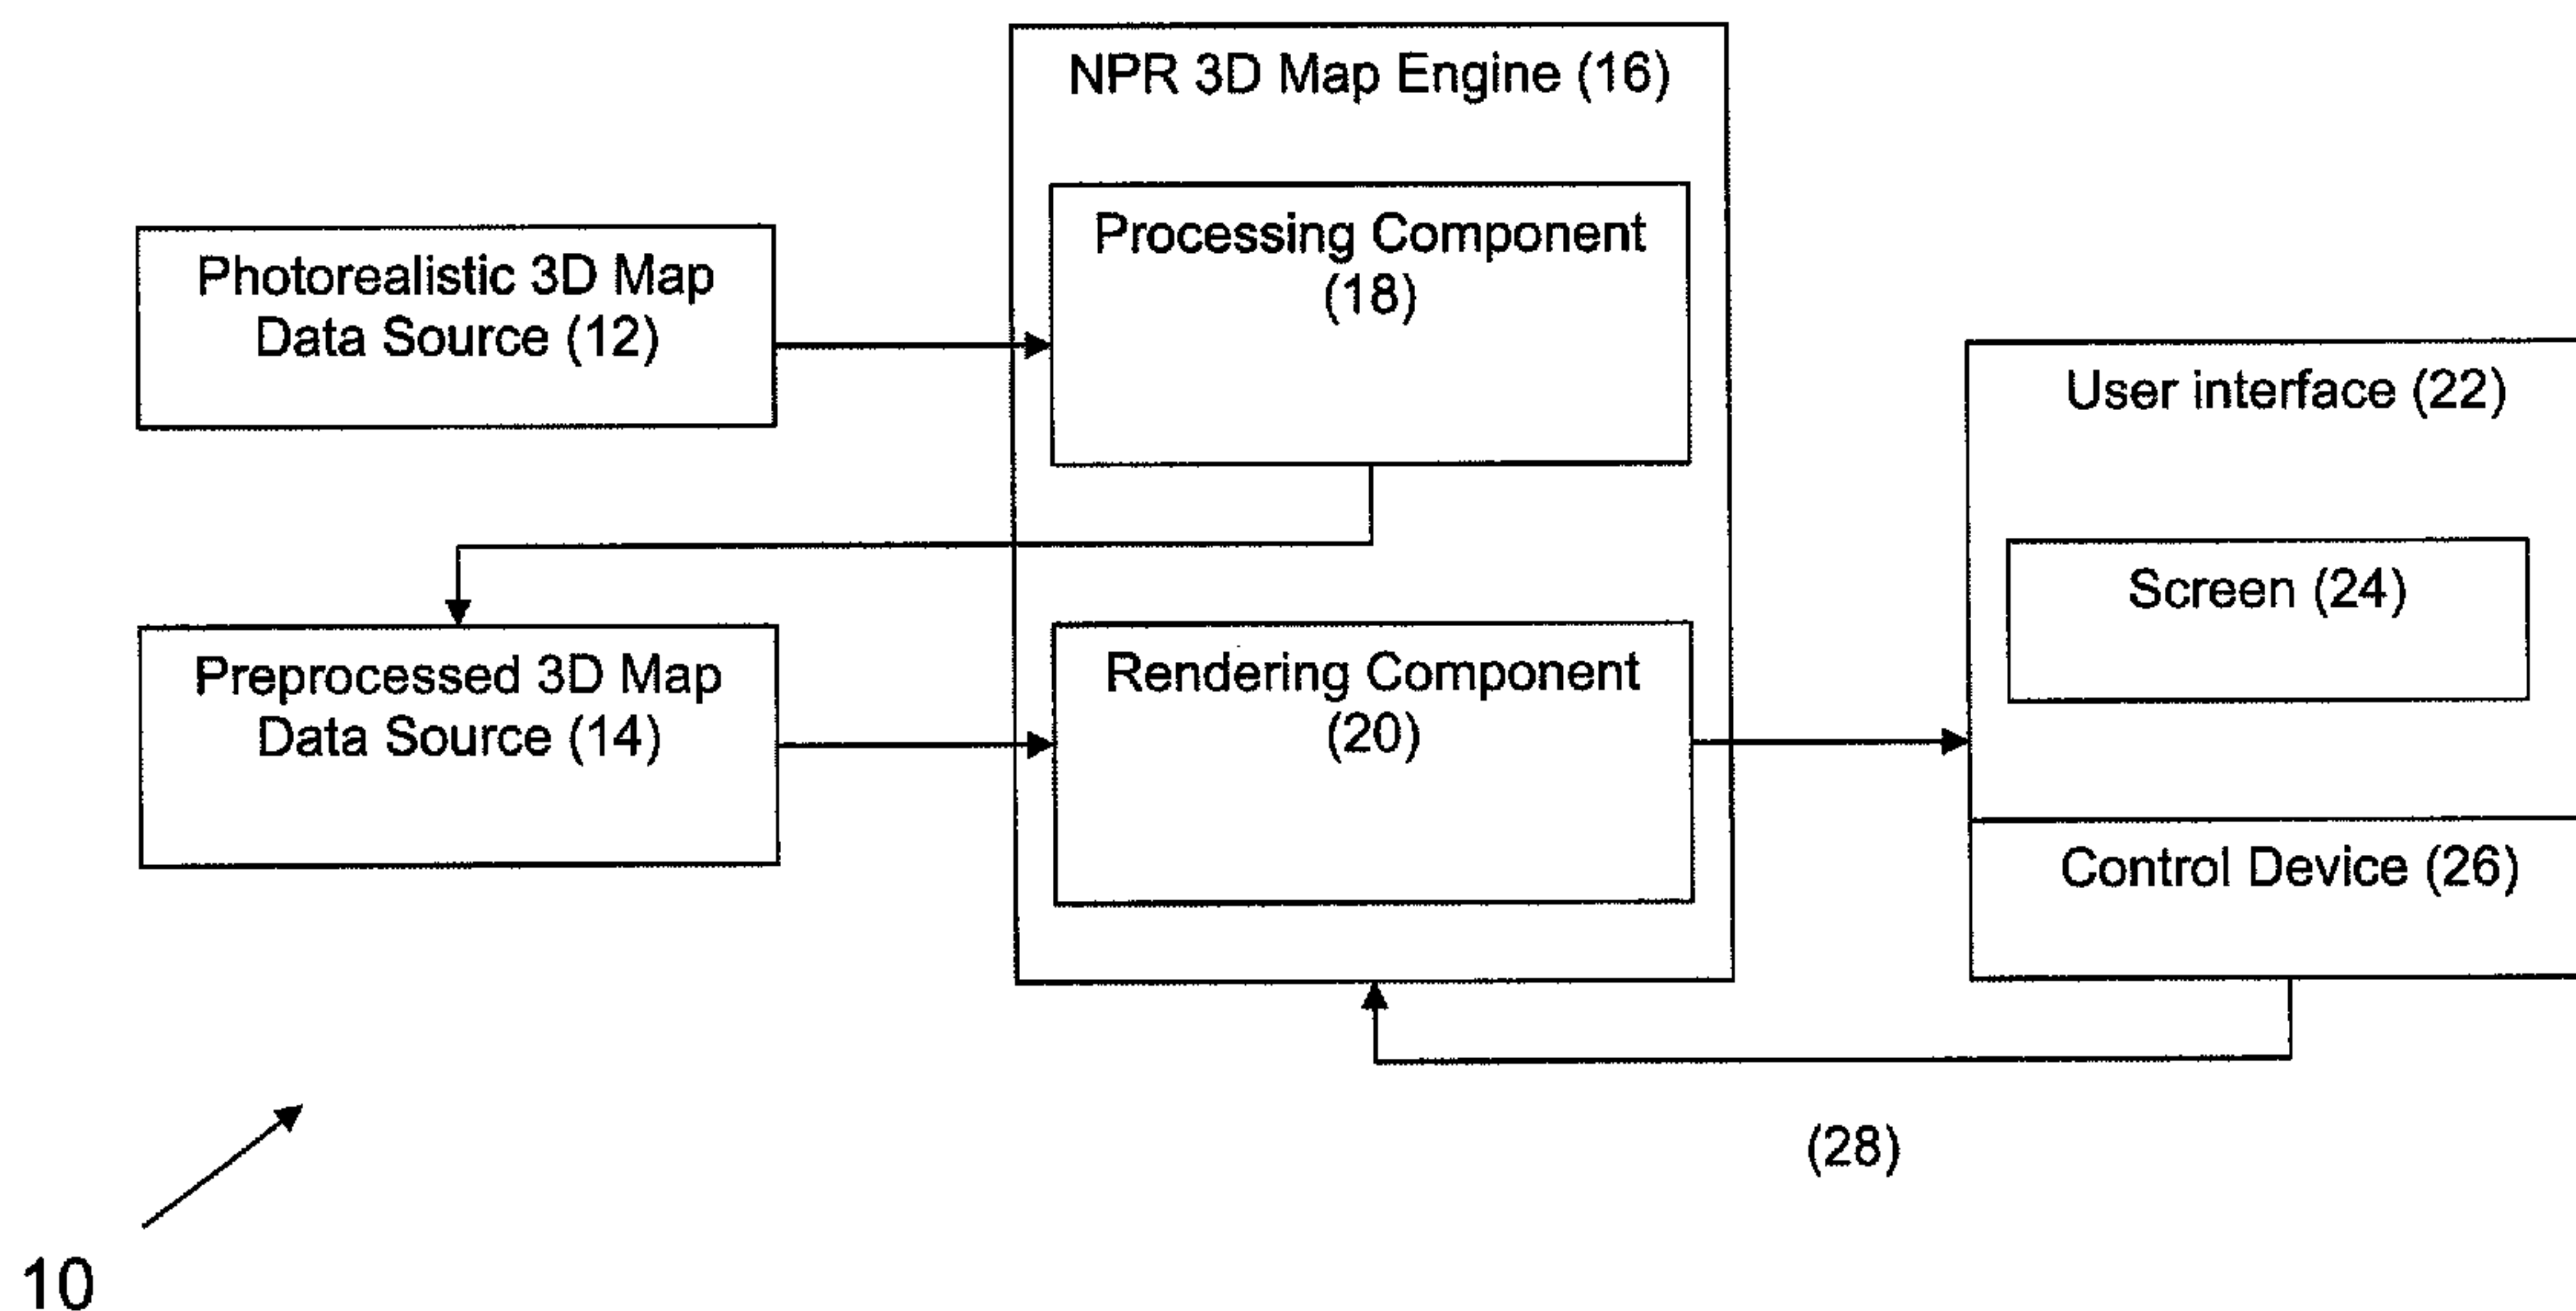 NPR 3D Map Engine (16)
Processing Component
(18)
Photorealistic 3D Map
Data Source (12)
User interface (22)
Screen (24)
Preprocessed 3D Map
Data Source (14)
Rendering Component
(20)
Control Device (26)
(28)
10